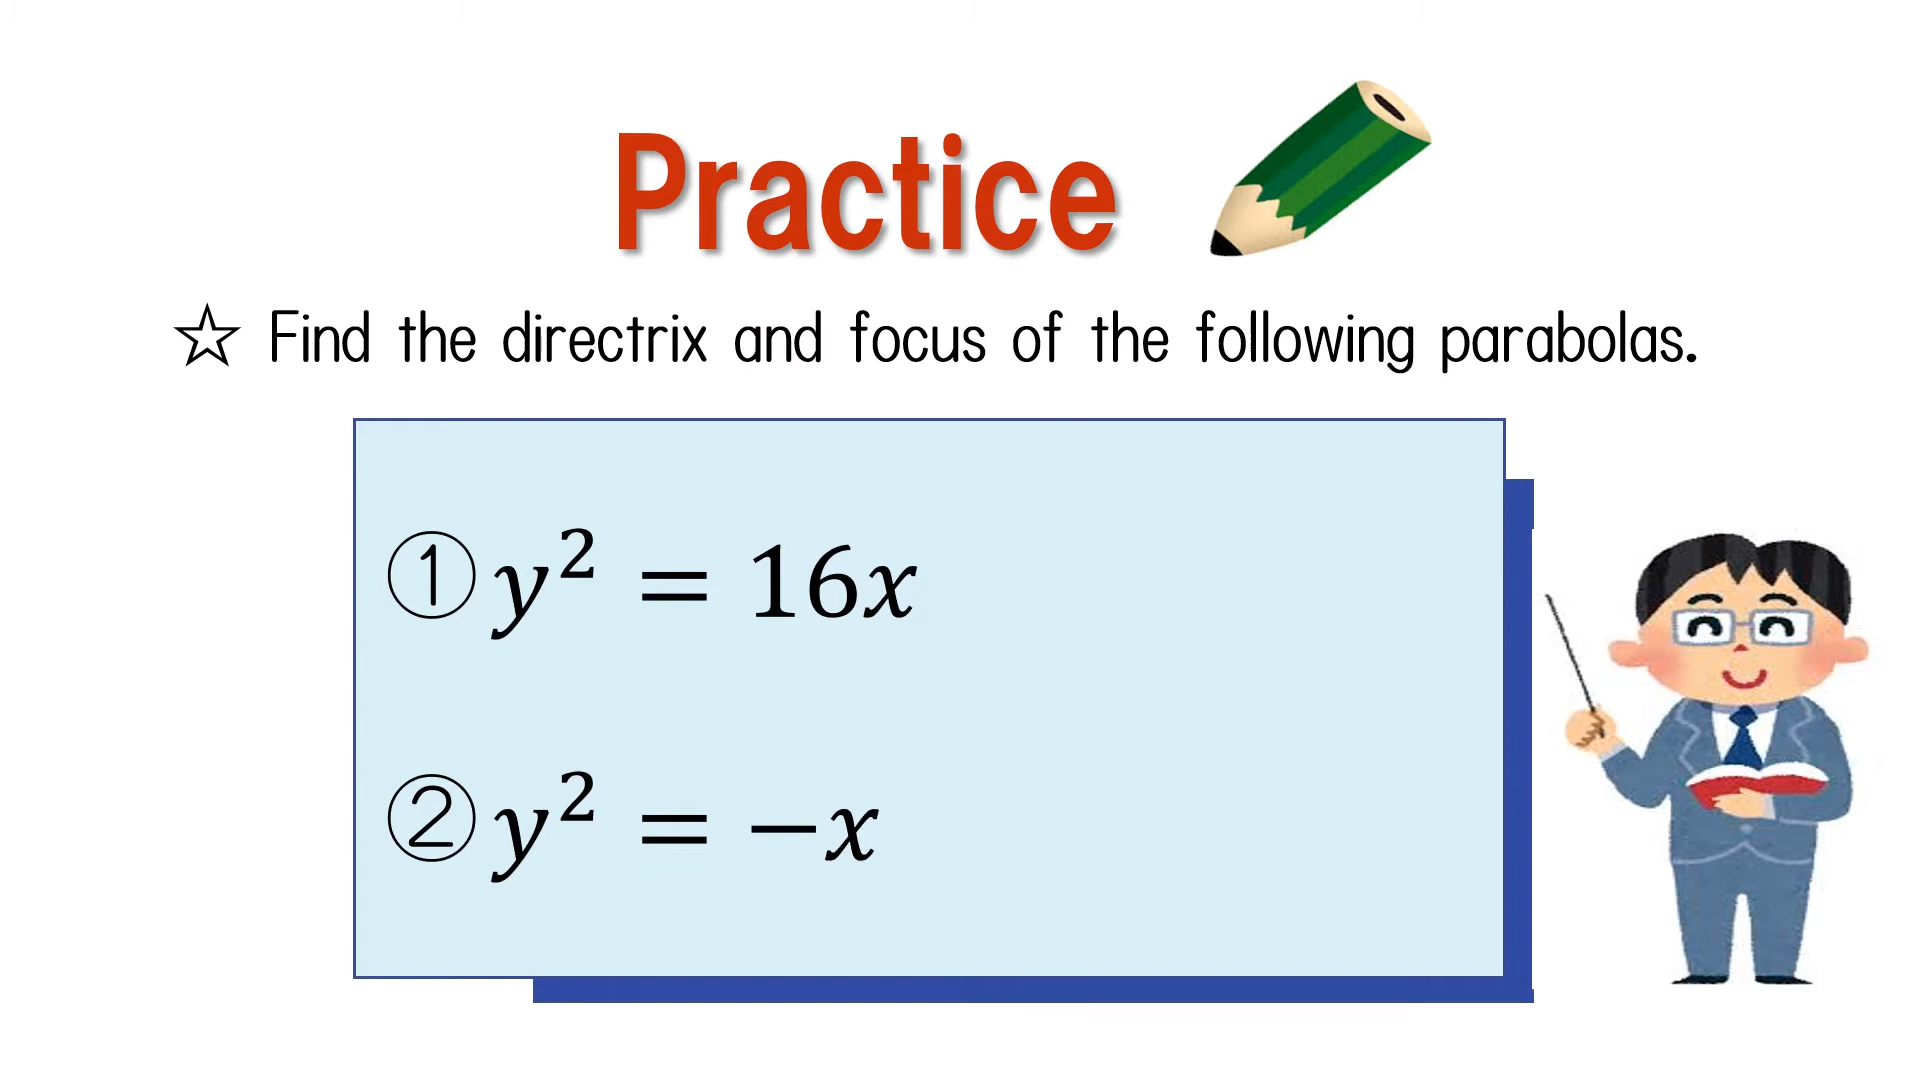 Practice
☆ Find the directrix and focus of the following parabolas.
① y² = 16x
② y² = −x